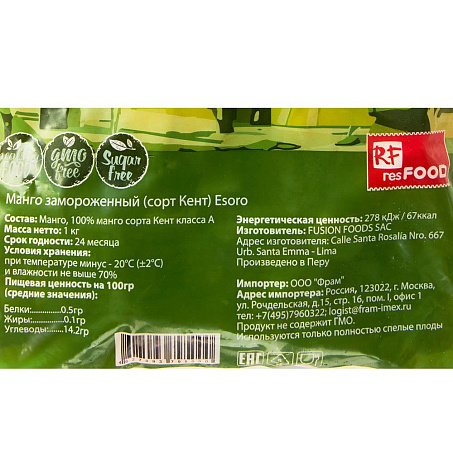 GMO
Free
Sugar
Free
RF
resFOOD
Манго замороженный (сорт Кент) Esoro
Состав: Манго, 100% манго сорта Кент класса А
Масса нетто: 1 кг
Срок годности: 24 месяца
Условия хранения:
при температуре минус - 20°С (±2°С)
и влажности не выше 70%
Пищевая ценность на 100гр
(средние значения):
Белки: 0.5гр
Жиры: 0.1гр
Углеводы: 14.2гр
Энергетическая ценность: 278 кДж / 67ккал
Изготовитель: FUSION FOODS SAC
Адрес изготовителя: Calle Santa Rosalía Nro. 667
Urb. Santa Emma - Lima
Произведено в Перу
Импортер: ООО "Фрам"
Адрес импортера: Россия, 123022, г. Москва,
ул. Рочдельская, д.15, стр. 16, пом. I, офис 1
тел. +7(495)7960322; logist@fram-imex.ru
Продукт не содержит ГМО.
Используются только полностью спелые плоды
EAC